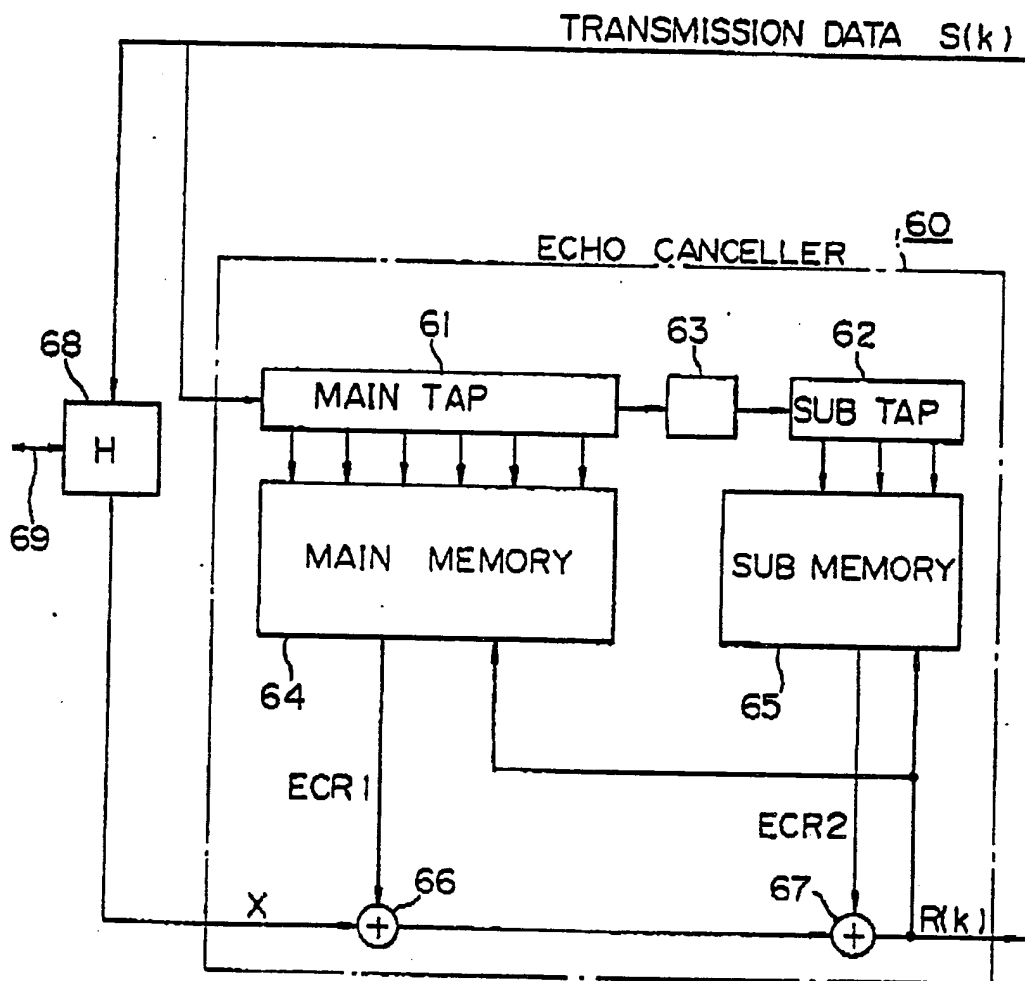 TRANSMISSION DATA S(k)
60
ECHO CANCELLER
61
63
62
68
MAIN TAP
SUB TAP
H
69
MAIN MEMORY
SUB MEMORY
64
65
ECR1
ECR2
66
67
X
+
+
R(k)